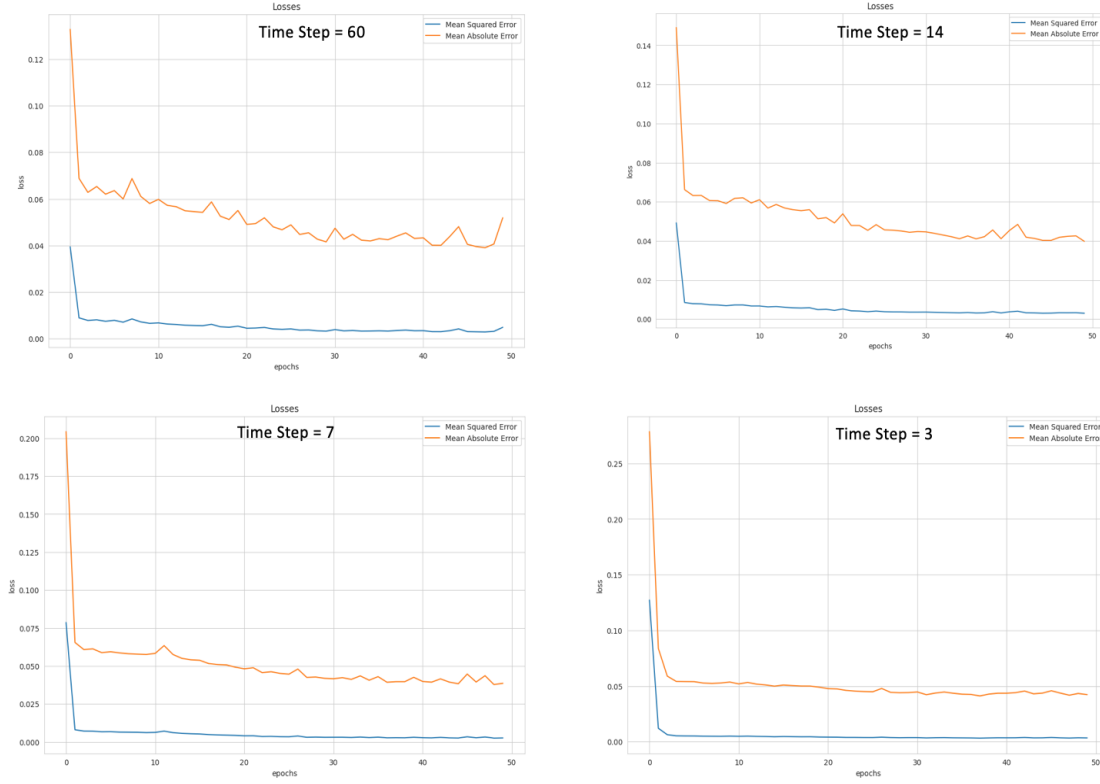 Losses
Time Step = 60
Mean Squared Error
Mean Absolute Error
0.12
0.10
0.08
0.06
0.04
0.02
0.00
loss
0 10 20 30 40 50
epochs
Losses
Time Step = 14
Mean Squared Error
Mean Absolute Error
0.14
0.12
0.10
0.08
0.06
0.04
0.02
0.00
loss
0 10 20 30 40 50
epochs
Losses
Time Step = 7
Mean Squared Error
Mean Absolute Error
0.200
0.175
0.150
0.125
0.100
0.075
0.050
0.025
0.000
loss
0 10 20 30 40 50
epochs
Losses
Time Step = 3
Mean Squared Error
Mean Absolute Error
0.25
0.20
0.15
0.10
0.05
0.00
loss
0 10 20 30 40 50
epochs